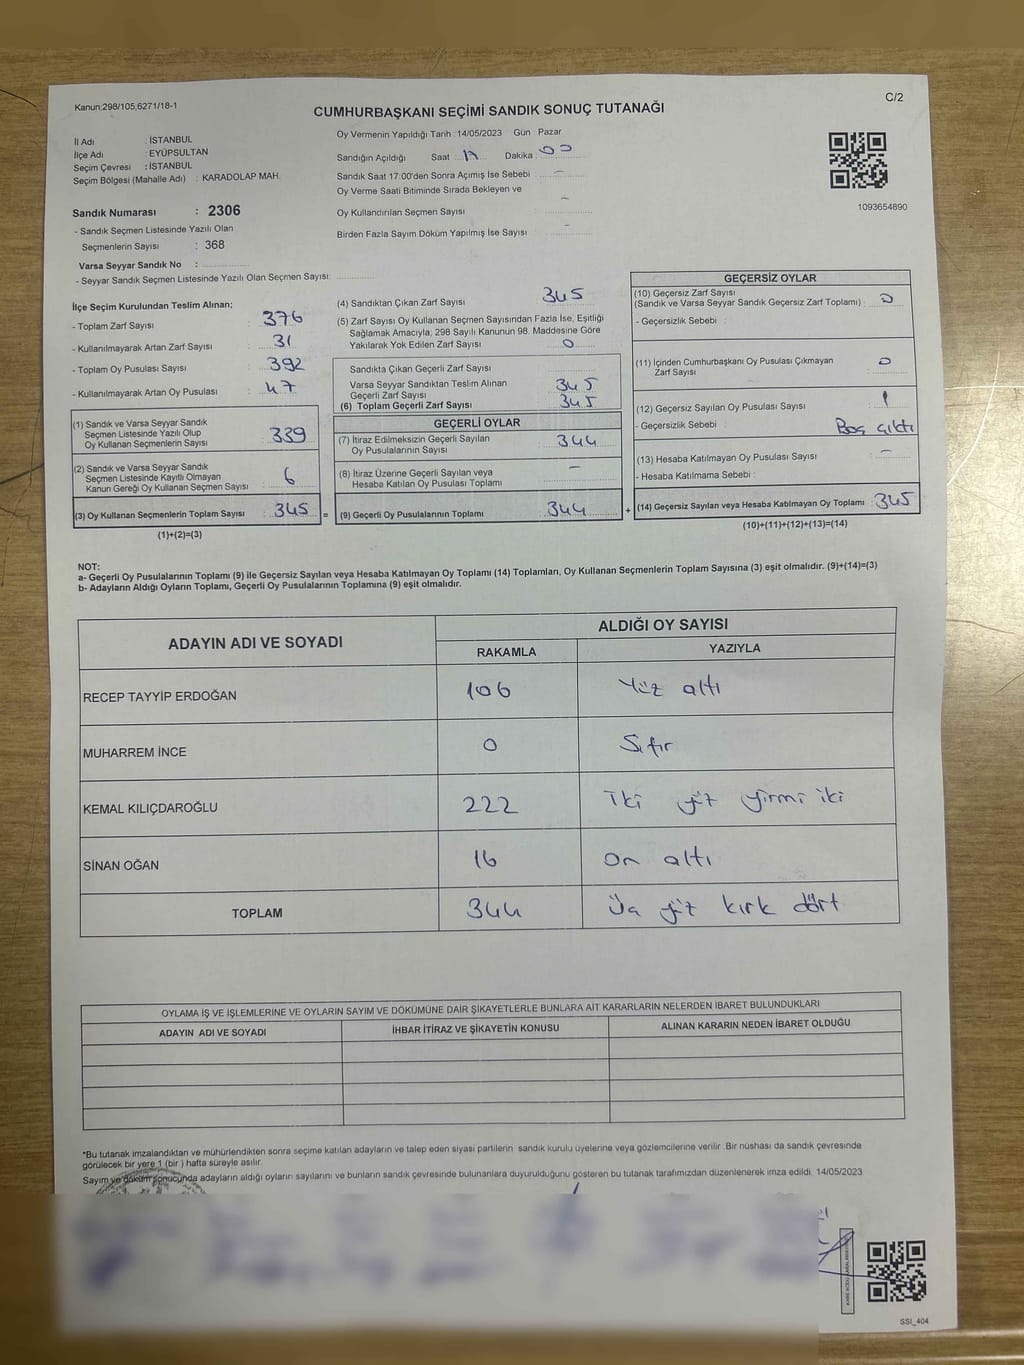 Kanun:298/105,6271/18-1
C/2
CUMHURBAŞKANI SEÇİMİ SANDIK SONUÇ TUTANAĞI
İl Adı : İSTANBUL
İlçe Adı : EYÜPSULTAN
Seçim Çevresi : İSTANBUL
Seçim Bölgesi (Mahalle Adı) : KARADOLAP MAH.
Sandık Numarası : 2306
- Sandık Seçmen Listesinde Yazılı Olan
Seçmenlerin Sayısı : 368
Varsa Seyyar Sandık No :
- Seyyar Sandık Seçmen Listesinde Yazılı Olan Seçmen Sayısı:
Oy Vermenin Yapıldığı Tarih : 14/05/2023 Gün Pazar
Sandığın Açıldığı Saat : 17 Dakika : 00
Sandık Saat 17:00'den Sonra Açımış İse Sebebi : -
Oy Verme Saati Bitiminde Sırada Bekleyen ve
Oy Kullandırılan Seçmen Sayısı : -
Birden Fazla Sayım Döküm Yapılmış İse Sayısı : -
1093654890
İlçe Seçim Kurulundan Teslim Alınan;
- Toplam Zarf Sayısı : 376
- Kullanılmayarak Artan Zarf Sayısı : 31
- Toplam Oy Pusulası Sayısı : 392
- Kullanılmayarak Artan Oy Pusulası : 47
(1) Sandık ve Varsa Seyyar Sandık
Seçmen Listesinde Yazılı Olup
Oy Kullanan Seçmenlerin Sayısı : 339
(2) Sandık ve Varsa Seyyar Sandık
Seçmen Listesinde Kayıtlı Olmayan
Kanun Gereği Oy Kullanan Seçmen Sayısı : 6
(3) Oy Kullanan Seçmenlerin Toplam Sayısı : 345 =
(1)+(2)=(3)
(4) Sandıktan Çıkan Zarf Sayısı : 345
(5) Zarf Sayısı Oy Kullanan Seçmen Sayısından Fazla İse, Eşitliği
Sağlamak Amacıyla; 298 Sayılı Kanunun 98. Maddesine Göre
Yakılarak Yok Edilen Zarf Sayısı : 0
Sandıkta Çıkan Geçerli Zarf Sayısı :
Varsa Seyyar Sandıktan Teslim Alınan
Geçerli Zarf Sayısı : 345
(6) Toplam Geçerli Zarf Sayısı : 345
GEÇERLİ OYLAR
(7) İtiraz Edilmeksizin Geçerli Sayılan
Oy Pusulalarının Sayısı : 344
(8) İtiraz Üzerine Geçerli Sayılan veya
Hesaba Katılan Oy Pusulası Toplamı : -
(9) Geçerli Oy Pusulalarının Toplamı : 344 +
GEÇERSİZ OYLAR
(10) Geçersiz Zarf Sayısı
(Sandık ve Varsa Seyyar Sandık Geçersiz Zarf Toplamı) : 0
- Geçersizlik Sebebi :
(11) İçinden Cumhurbaşkanı Oy Pusulası Çıkmayan
Zarf Sayısı : 0
(12) Geçersiz Sayılan Oy Pusulası Sayısı : 1
- Geçersizlik Sebebi : Boş çıktı
(13) Hesaba Katılmayan Oy Pusulası Sayısı : -
- Hesaba Katılmama Sebebi :
(14) Geçersiz Sayılan veya Hesaba Katılmayan Oy Toplamı : 345
(10)+(11)+(12)+(13)=(14)
NOT:
a- Geçerli Oy Pusulalarının Toplamı (9) ile Geçersiz Sayılan veya Hesaba Katılmayan Oy Toplamı (14) Toplamları, Oy Kullanan Seçmenlerin Toplam Sayısına (3) eşit olmalıdır. (9)+(14)=(3)
b- Adayların Aldığı Oyların Toplamı, Geçerli Oy Pusulalarının Toplamına (9) eşit olmalıdır.
ADAYIN ADI VE SOYADI
ALDIĞI OY SAYISI
RAKAMLA YAZIYLA
RECEP TAYYİP ERDOĞAN 106 Yüz altı
MUHARREM İNCE 0 Sıfır
KEMAL KILIÇDAROĞLU 222 iki yüz yirmi iki
SİNAN OĞAN 16 On altı
TOPLAM 344 Üç yüz kırk dört
OYLAMA İŞ VE İŞLEMLERİNE VE OYLARIN SAYIM VE DÖKÜMÜNE DAİR ŞİKAYETLERLE BUNLARA AİT KARARLARIN NELERDEN İBARET BULUNDUKLARI
ADAYIN ADI VE SOYADI İHBAR İTİRAZ VE ŞİKAYETİN KONUSU ALINAN KARARIN NEDEN İBARET OLDUĞU
*Bu tutanak imzalandıktan ve mühürlendikten sonra seçime katılan adayların ve talep eden siyasi partilerin sandık kurulu üyelerine veya gözlemcilerine verilir. Bir nüshası da sandık çevresinde
görülecek bir yere 1 (bir ) hafta süreyle asılır.
Sayım ve döküm sonucunda adayların aldığı oyların sayılarını ve bunların sandık çevresinde bulunanlara duyurulduğunu gösteren bu tutanak tarafımızdan düzenlenerek imza edildi. 14/05/2023
SSI_404